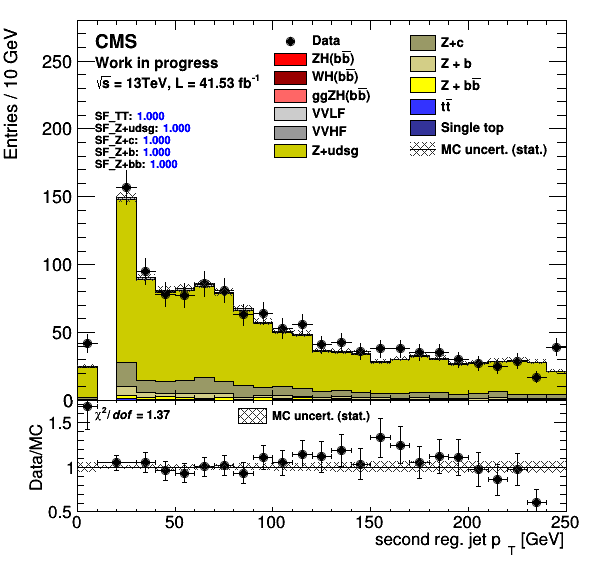 CMS
Work in progress
√s = 13TeV, L = 41.53 fb⁻¹
SF_TT: 1.000
SF_Z+udsg: 1.000
SF_Z+c: 1.000
SF_Z+b: 1.000
SF_Z+bb: 1.000
Data
ZH(bb̅)
WH(bb̅)
ggZH(bb̅)
VVLF
VVHF
Z+udsg
Z+c
Z + b
Z + bb̅
tt̅
Single top
MC uncert. (stat.)
Entries / 10 GeV
250
200
150
100
50
0
χ²/dof = 1.37
MC uncert. (stat.)
Data/MC
1.5
1
0.5
0 50 100 150 200 250
second reg. jet p_T [GeV]